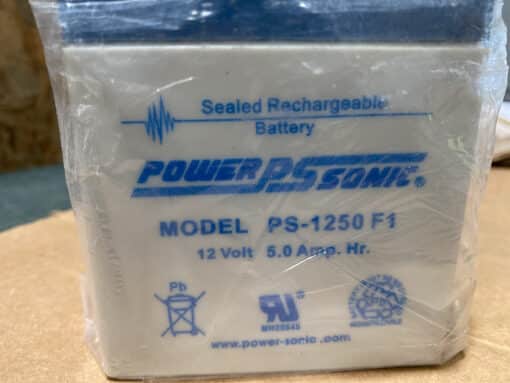 Sealed Rechargeable
Battery
POWER PS SONIC®
MODEL PS-1250 F1
12 Volt 5.0 Amp. Hr.
Pb
www.power-sonic.com